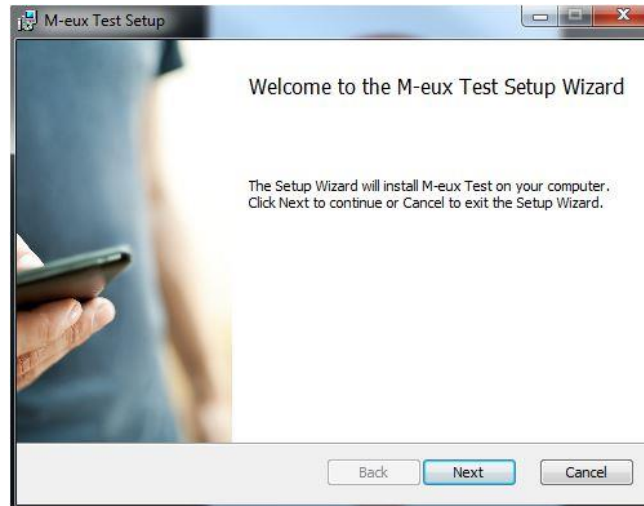 M-eux Test Setup
Welcome to the M-eux Test Setup Wizard
The Setup Wizard will install M-eux Test on your computer.
Click Next to continue or Cancel to exit the Setup Wizard.
Back
Next
Cancel